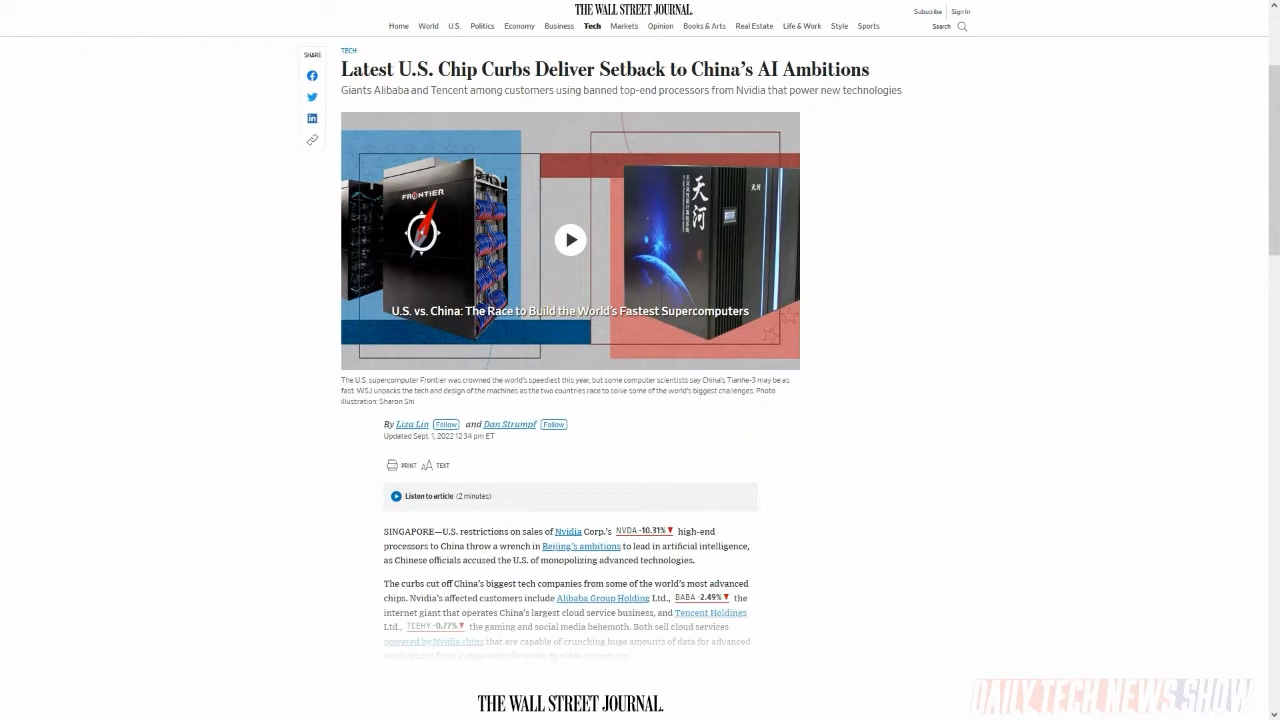 THE WALL STREET JOURNAL.
Subscribe Sign In
Home World U.S. Politics Economy Business Tech Markets Opinion Books & Arts Real Estate Life & Work Style Sports
Search
SHARE
TECH
Latest U.S. Chip Curbs Deliver Setback to China's AI Ambitions
Giants Alibaba and Tencent among customers using banned top-end processors from Nvidia that power new technologies
FRONTIER
天河
天河
U.S. vs. China: The Race to Build the World's Fastest Supercomputers
The U.S. supercomputer Frontier was crowned the world's speediest this year, but some computer scientists say China's Tianhe-3 may be as
fast. WSJ unpacks the tech and design of the machines as the two countries race to solve some of the world's biggest challenges. Photo
illustration: Sharon Shi
By Liza Lin Follow and Dan Strumpf Follow
Updated Sept. 1, 2022 12:34 pm ET
PRINT AA TEXT
Listen to article (2 minutes)
SINGAPORE—U.S. restrictions on sales of Nvidia Corp.'s NVDA -10.31% ▼ high-end
processors to China throw a wrench in Beijing's ambitions to lead in artificial intelligence,
as Chinese officials accused the U.S. of monopolizing advanced technologies.
The curbs cut off China's biggest tech companies from some of the world's most advanced
chips. Nvidia's affected customers include Alibaba Group Holding Ltd., BABA -2.49% ▼ the
internet giant that operates China's largest cloud service business, and Tencent Holdings
Ltd., TCEHY -0.77% ▼ the gaming and social media behemoth. Both sell cloud services
powered by Nvidia chips that are capable of crunching huge amounts of data for advanced
THE WALL STREET JOURNAL.
DAILY TECH NEWS SHOW